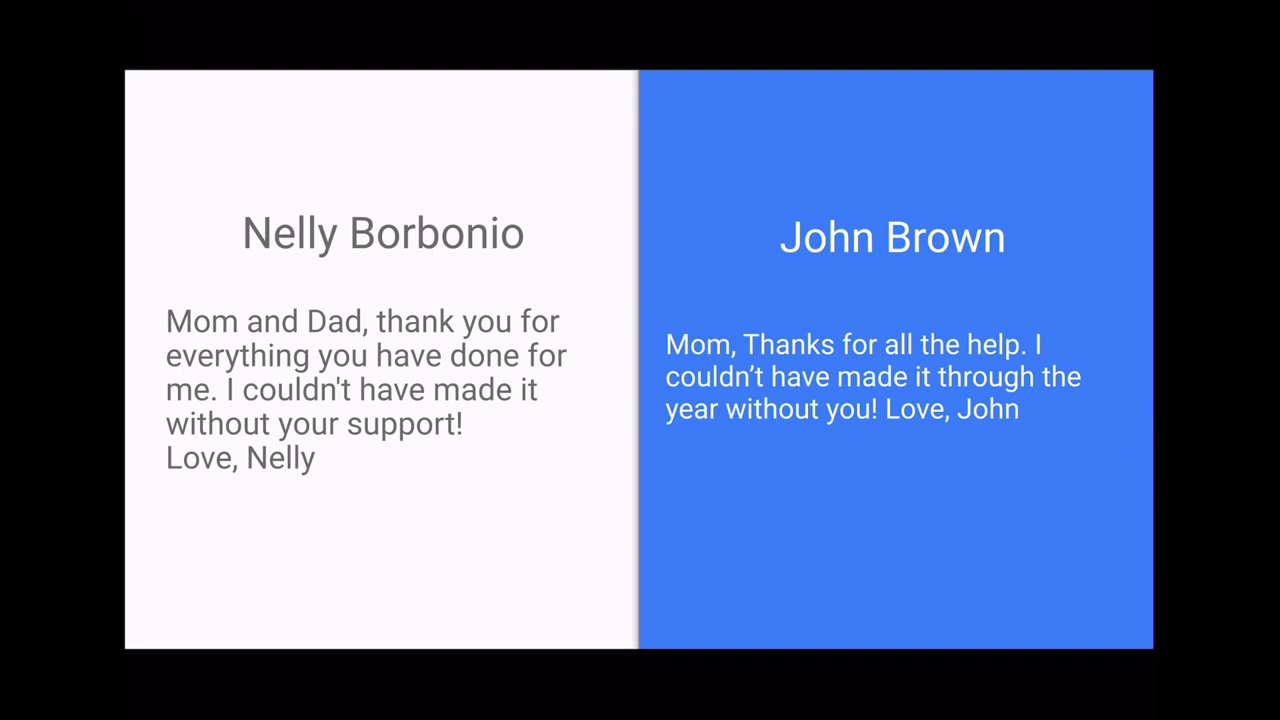 Nelly Borbonio
Mom and Dad, thank you for
everything you have done for
me. I couldn't have made it
without your support!
Love, Nelly
John Brown
Mom, Thanks for all the help. I
couldn’t have made it through the
year without you! Love, John